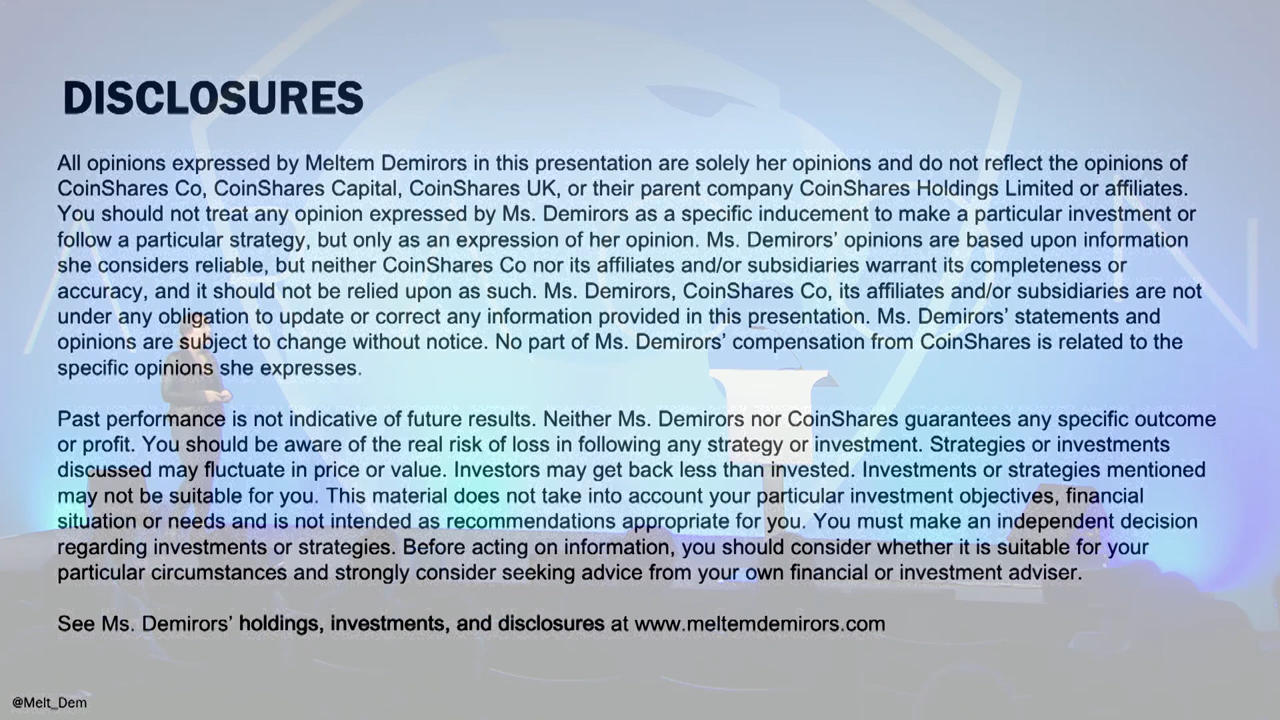 DISCLOSURES
All opinions expressed by Meltem Demirors in this presentation are solely her opinions and do not reflect the opinions of
CoinShares Co, CoinShares Capital, CoinShares UK, or their parent company CoinShares Holdings Limited or affiliates.
You should not treat any opinion expressed by Ms. Demirors as a specific inducement to make a particular investment or
follow a particular strategy, but only as an expression of her opinion. Ms. Demirors' opinions are based upon information
she considers reliable, but neither CoinShares Co nor its affiliates and/or subsidiaries warrant its completeness or
accuracy, and it should not be relied upon as such. Ms. Demirors, CoinShares Co, its affiliates and/or subsidiaries are not
under any obligation to update or correct any information provided in this presentation. Ms. Demirors' statements and
opinions are subject to change without notice. No part of Ms. Demirors' compensation from CoinShares is related to the
specific opinions she expresses.
Past performance is not indicative of future results. Neither Ms. Demirors nor CoinShares guarantees any specific outcome
or profit. You should be aware of the real risk of loss in following any strategy or investment. Strategies or investments
discussed may fluctuate in price or value. Investors may get back less than invested. Investments or strategies mentioned
may not be suitable for you. This material does not take into account your particular investment objectives, financial
situation or needs and is not intended as recommendations appropriate for you. You must make an independent decision
regarding investments or strategies. Before acting on information, you should consider whether it is suitable for your
particular circumstances and strongly consider seeking advice from your own financial or investment adviser.
See Ms. Demirors' holdings, investments, and disclosures at www.meltemdemirors.com
@Melt_Dem